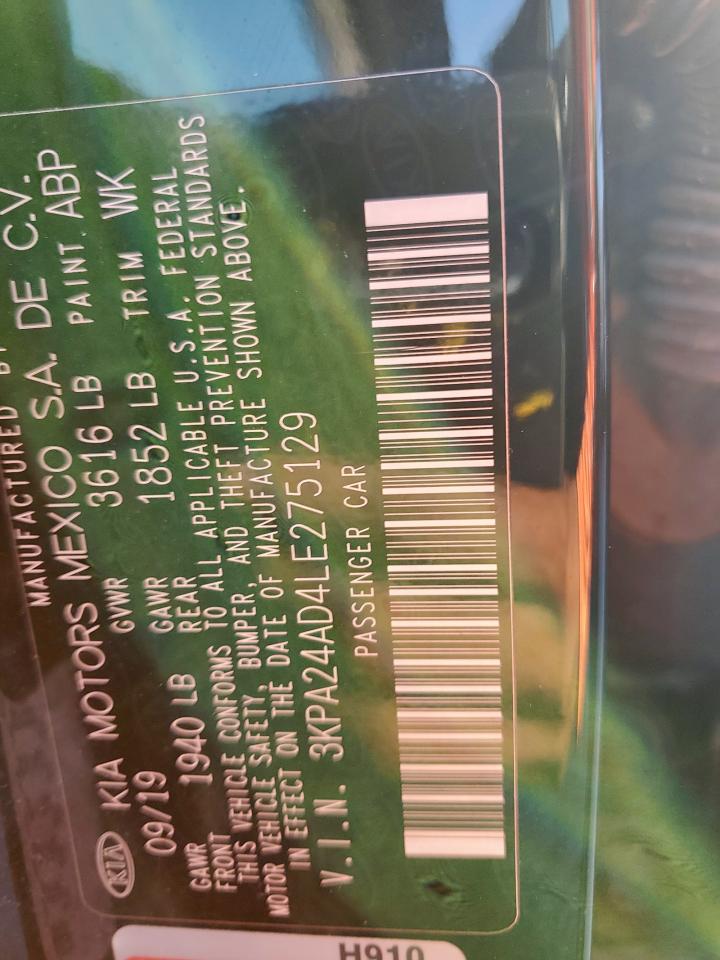 MANUFACTURED BY
KIA KIA MOTORS MEXICO S.A. DE C.V.
09/19 GVWR 3616 LB PAINT. ABP
GAWR 1852 LB TRIM WK
GAWR FRONT 1940 LB REAR
THIS VEHICLE CONFORMS TO ALL APPLICABLE U.S.A. FEDERAL
MOTOR VEHICLE SAFETY, BUMPER, AND THEFT PREVENTION STANDARDS
IN EFFECT ON THE DATE OF MANUFACTURE SHOWN ABOVE.
V.I.N. 3KPA24AD4LE275129
PASSENGER CAR
H910